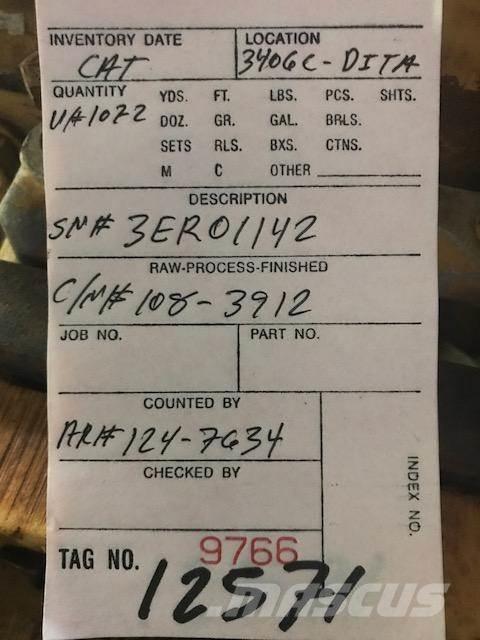 INVENTORY DATE LOCATION
CAT 3406C-DITA
QUANTITY YDS. FT. LBS. PCS. SHTS.
U#1072 DOZ. GR. GAL. BRLS.
SETS RLS. BXS. CTNS.
M C OTHER
DESCRIPTION
SN# 3ER01142
RAW-PROCESS-FINISHED
C/M# 108-3912
JOB NO. PART NO.
COUNTED BY
AR# 124-7634
CHECKED BY
INDEX NO.
TAG NO. 9766
12571
mascus